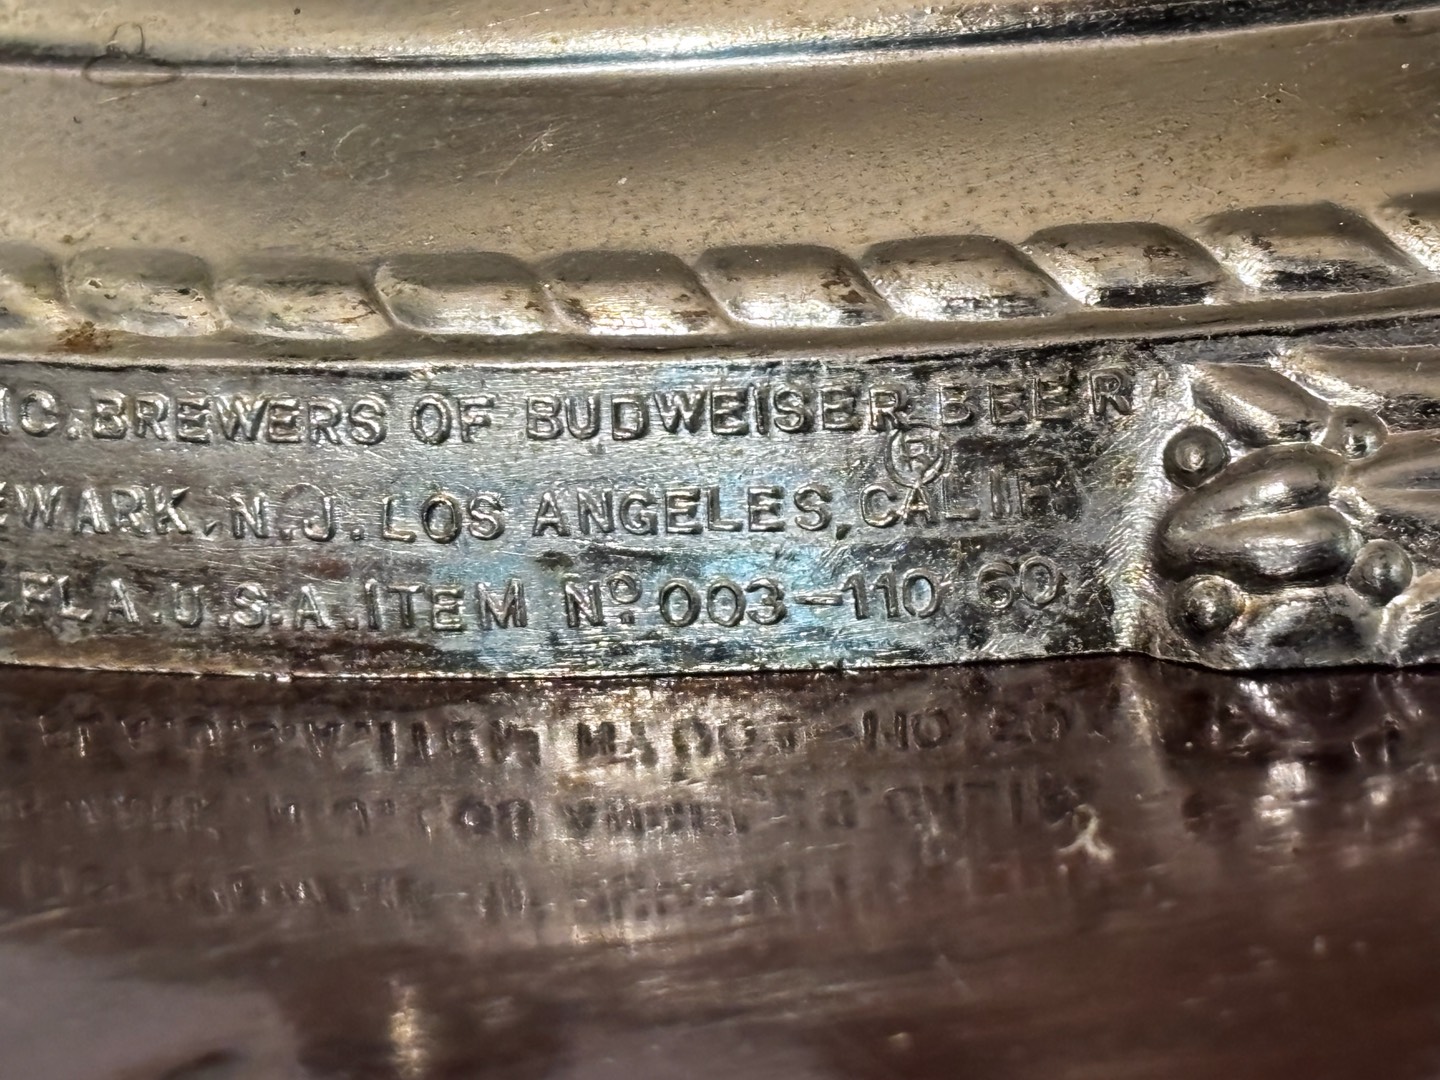 IC. BREWERS OF BUDWEISER® BEER
EWARK, N.J. LOS ANGELES, CALIF.
FLA. U.S.A. ITEM Nº 003-110 60